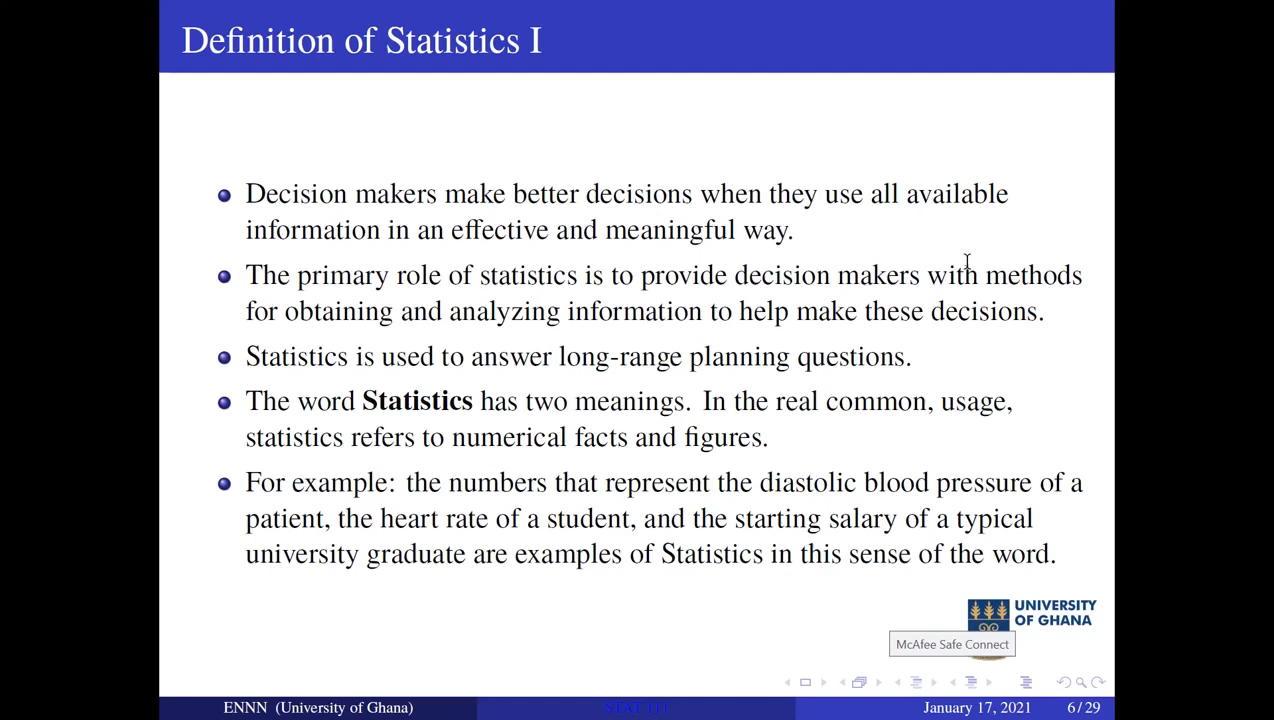 Definition of Statistics I
Decision makers make better decisions when they use all available
information in an effective and meaningful way.
The primary role of statistics is to provide decision makers with methods
for obtaining and analyzing information to help make these decisions.
Statistics is used to answer long-range planning questions.
The word Statistics has two meanings. In the real common, usage,
statistics refers to numerical facts and figures.
For example: the numbers that represent the diastolic blood pressure of a
patient, the heart rate of a student, and the starting salary of a typical
university graduate are examples of Statistics in this sense of the word.
UNIVERSITY
OF GHANA
McAfee Safe Connect
ENNN (University of Ghana) STAT 111 January 17, 2021 6 / 29